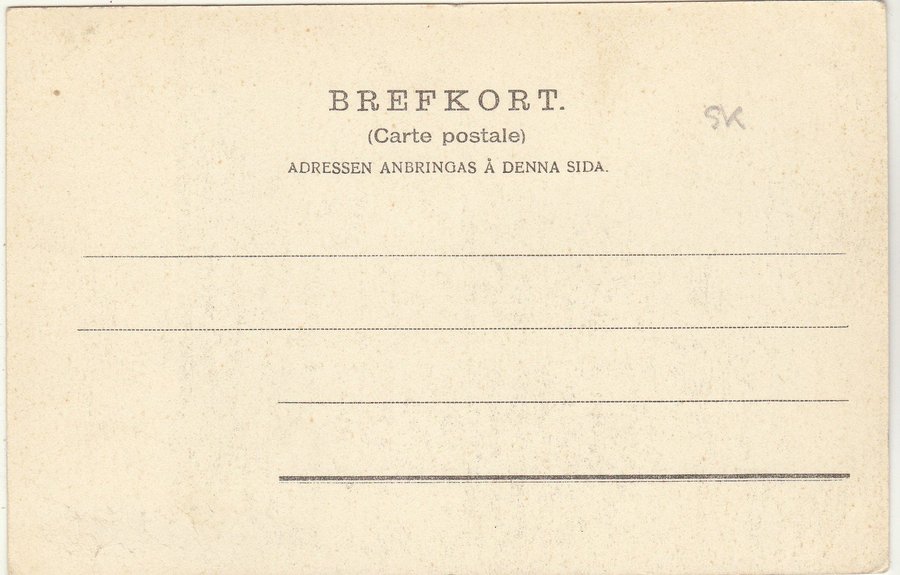 BREFKORT.
SK
(Carte postale)
ADRESSEN ANBRINGAS Å DENNA SIDA.